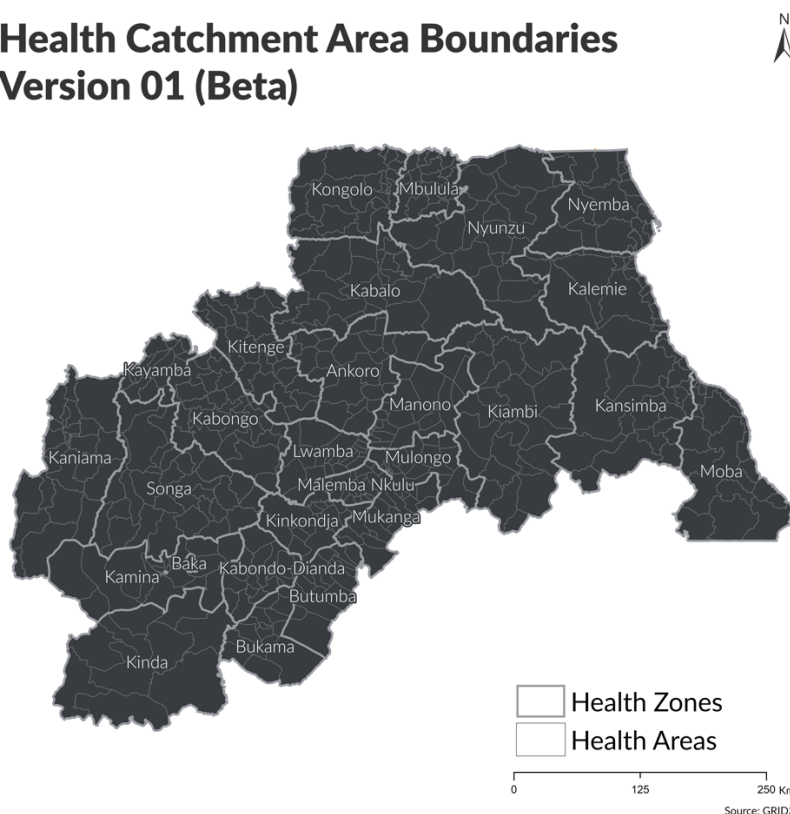 Health Catchment Area Boundaries
Version 01 (Beta)
N
Kongolo
Mbulula
Nyunzu
Nyemba
Kabalo
Kalemie
Kitenge
Kayamba
Ankoro
Kabongo
Manono
Kiambi
Kansimba
Kaniama
Lwamba
Mulongo
Moba
Songa
Malemba Nkulu
Kinkondja
Mukanga
Kamina
Baka
Kabondo-Dianda
Butumba
Bukama
Kinda
Health Zones
Health Areas
0 125 250 Km
Source: GRID3